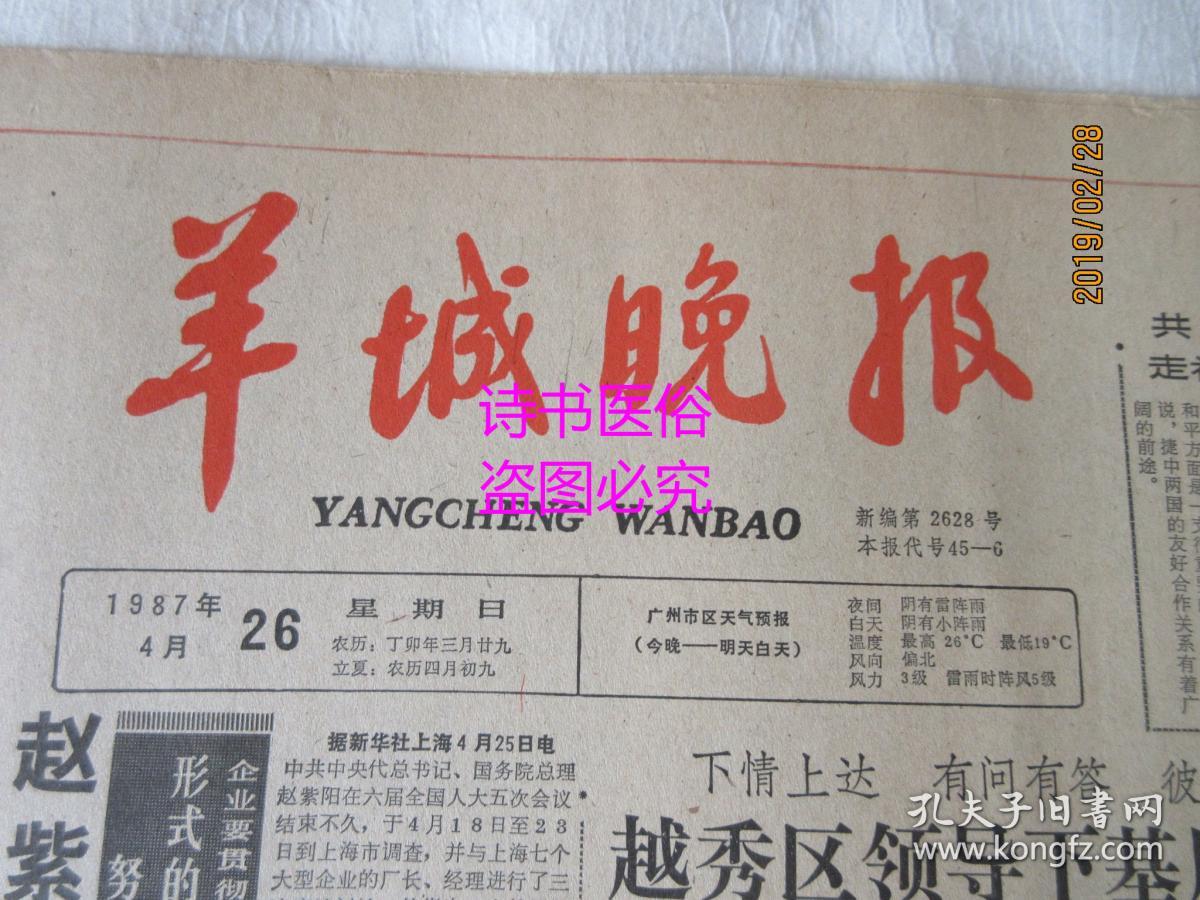 羊城晚报
YANGCHENG WANBAO
新编第2628号
本报代号45—6
1987年
4月
26
星期日
农历：丁卯年三月廿九
立夏：农历四月初九
广州市区天气预报
（今晚——明天白天）
夜间 阴有雷阵雨
白天 阴有小阵雨
温度 最高26°C 最低19°C
风向 偏北
风力 3级 雷雨时阵风5级
赵紫
企业要贯彻
形式的
努
据新华社上海4月25日电
中共中央代总书记、国务院总理
赵紫阳在六届全国人大五次会议
结束不久，于4月18日至23
日到上海市调查，并与上海七个
大型企业的厂长、经理进行了三
下情上达 有问有答 彼
越秀区领导下基
共
走
说，捷中两国的友好合作关系有着广
阔的前途。
2019/02/28
诗书医俗
盗图必究
孔夫子旧书网
www.kongfz.com